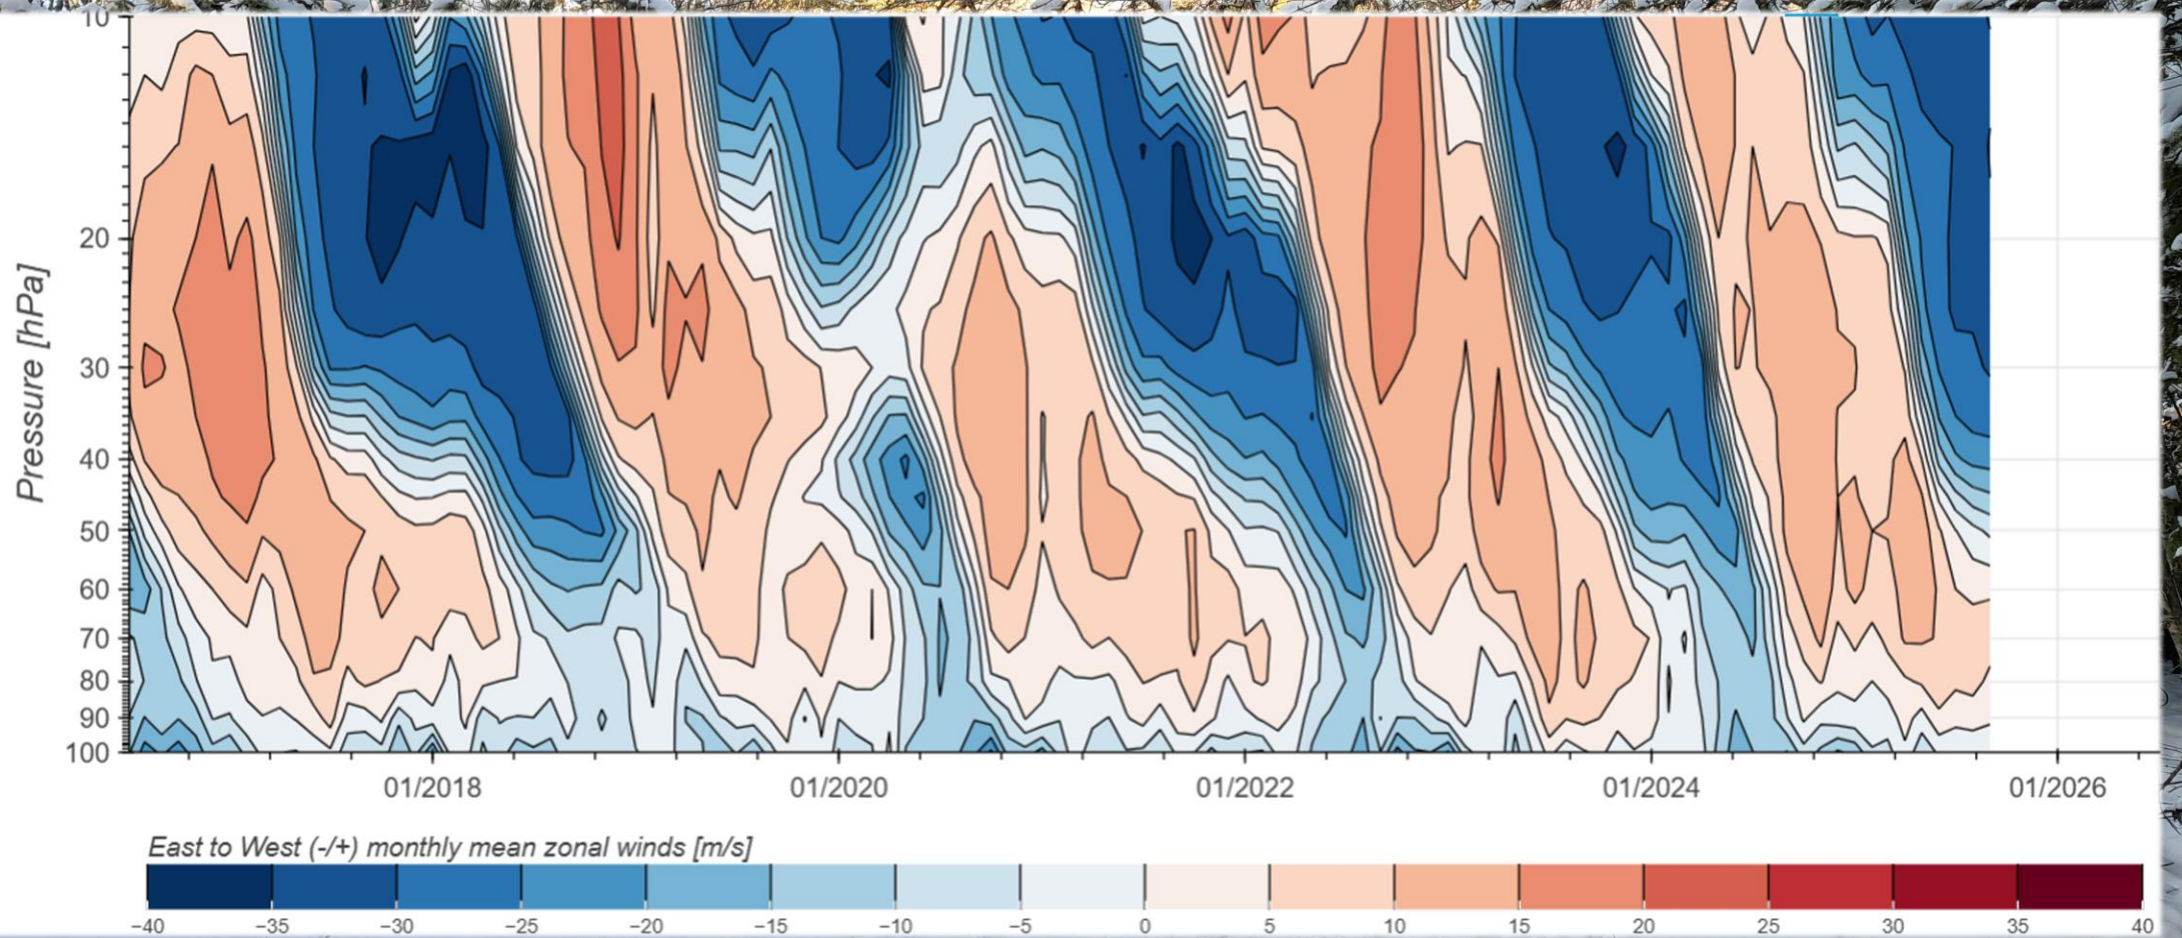 Pressure [hPa]
10
20
30
40
50
60
70
80
90
100
01/2018 01/2020 01/2022 01/2024 01/2026
East to West (-/+) monthly mean zonal winds [m/s]
−40 −35 −30 −25 −20 −15 −10 −5 0 5 10 15 20 25 30 35 40